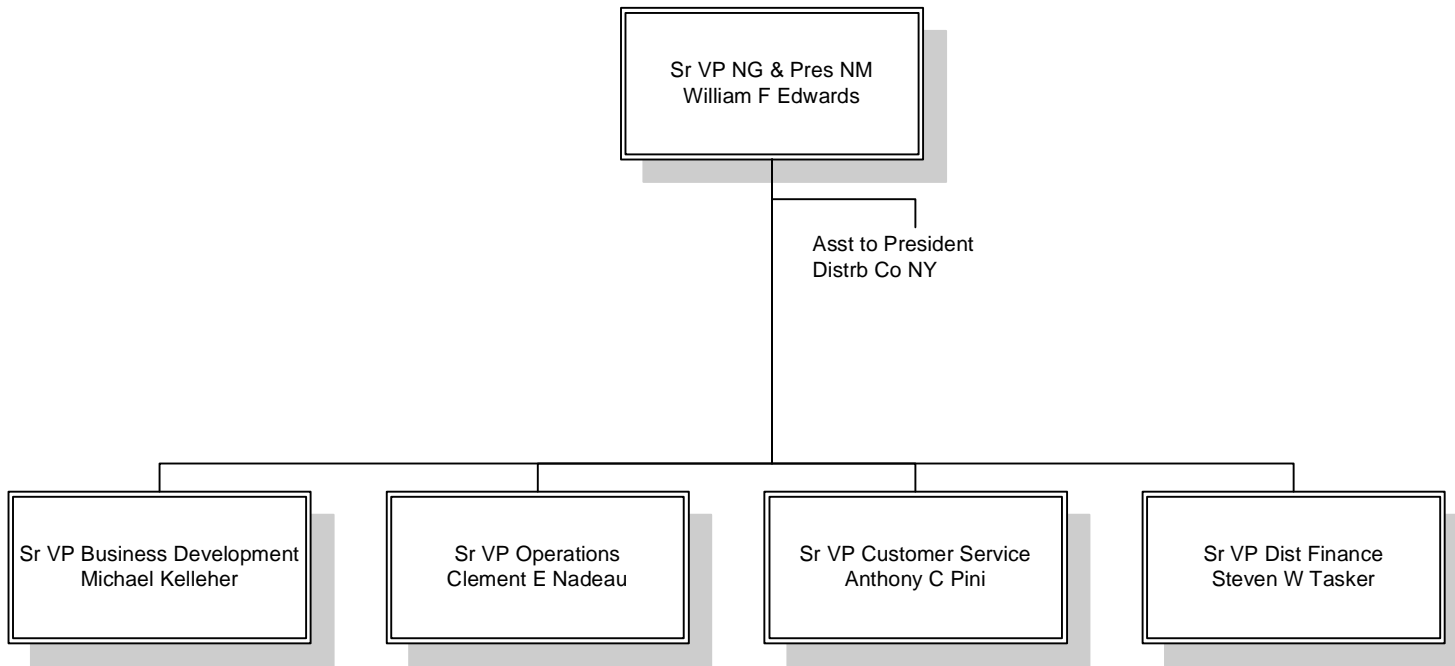 Sr VP NG & Pres NM
William F Edwards
Asst to President
Distrb Co NY
Sr VP Business Development
Michael Kelleher
Sr VP Operations
Clement E Nadeau
Sr VP Customer Service
Anthony C Pini
Sr VP Dist Finance
Steven W Tasker